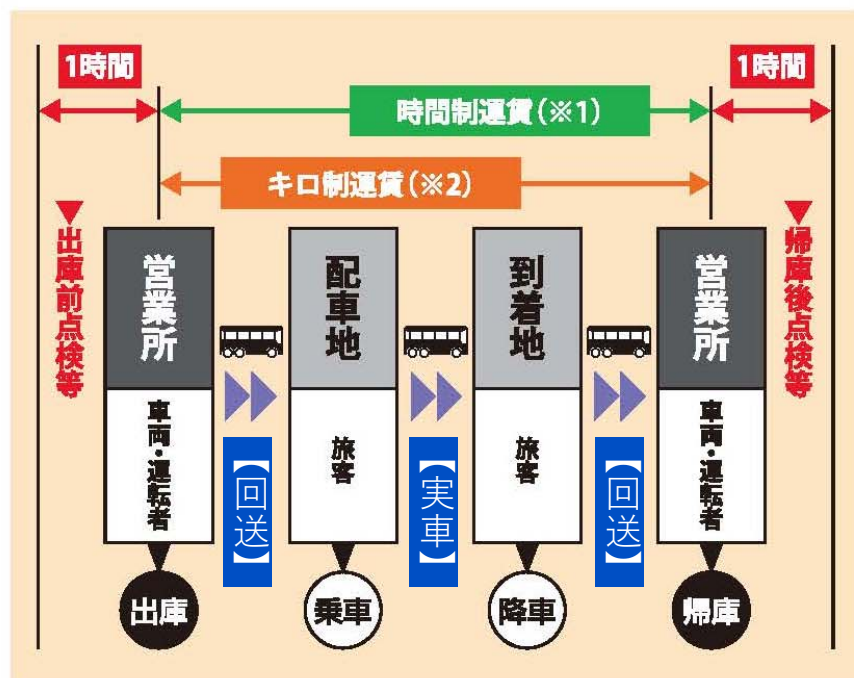 1時間
1時間
時間制運賃(※1)
キロ制運賃(※2)
出庫前点検等
営業所
配車地
到着地
営業所
帰庫後点検等
車両・運転者
【回送】
旅客
【実車】
旅客
【回送】
車両・運転者
出庫
乗車
降車
帰庫